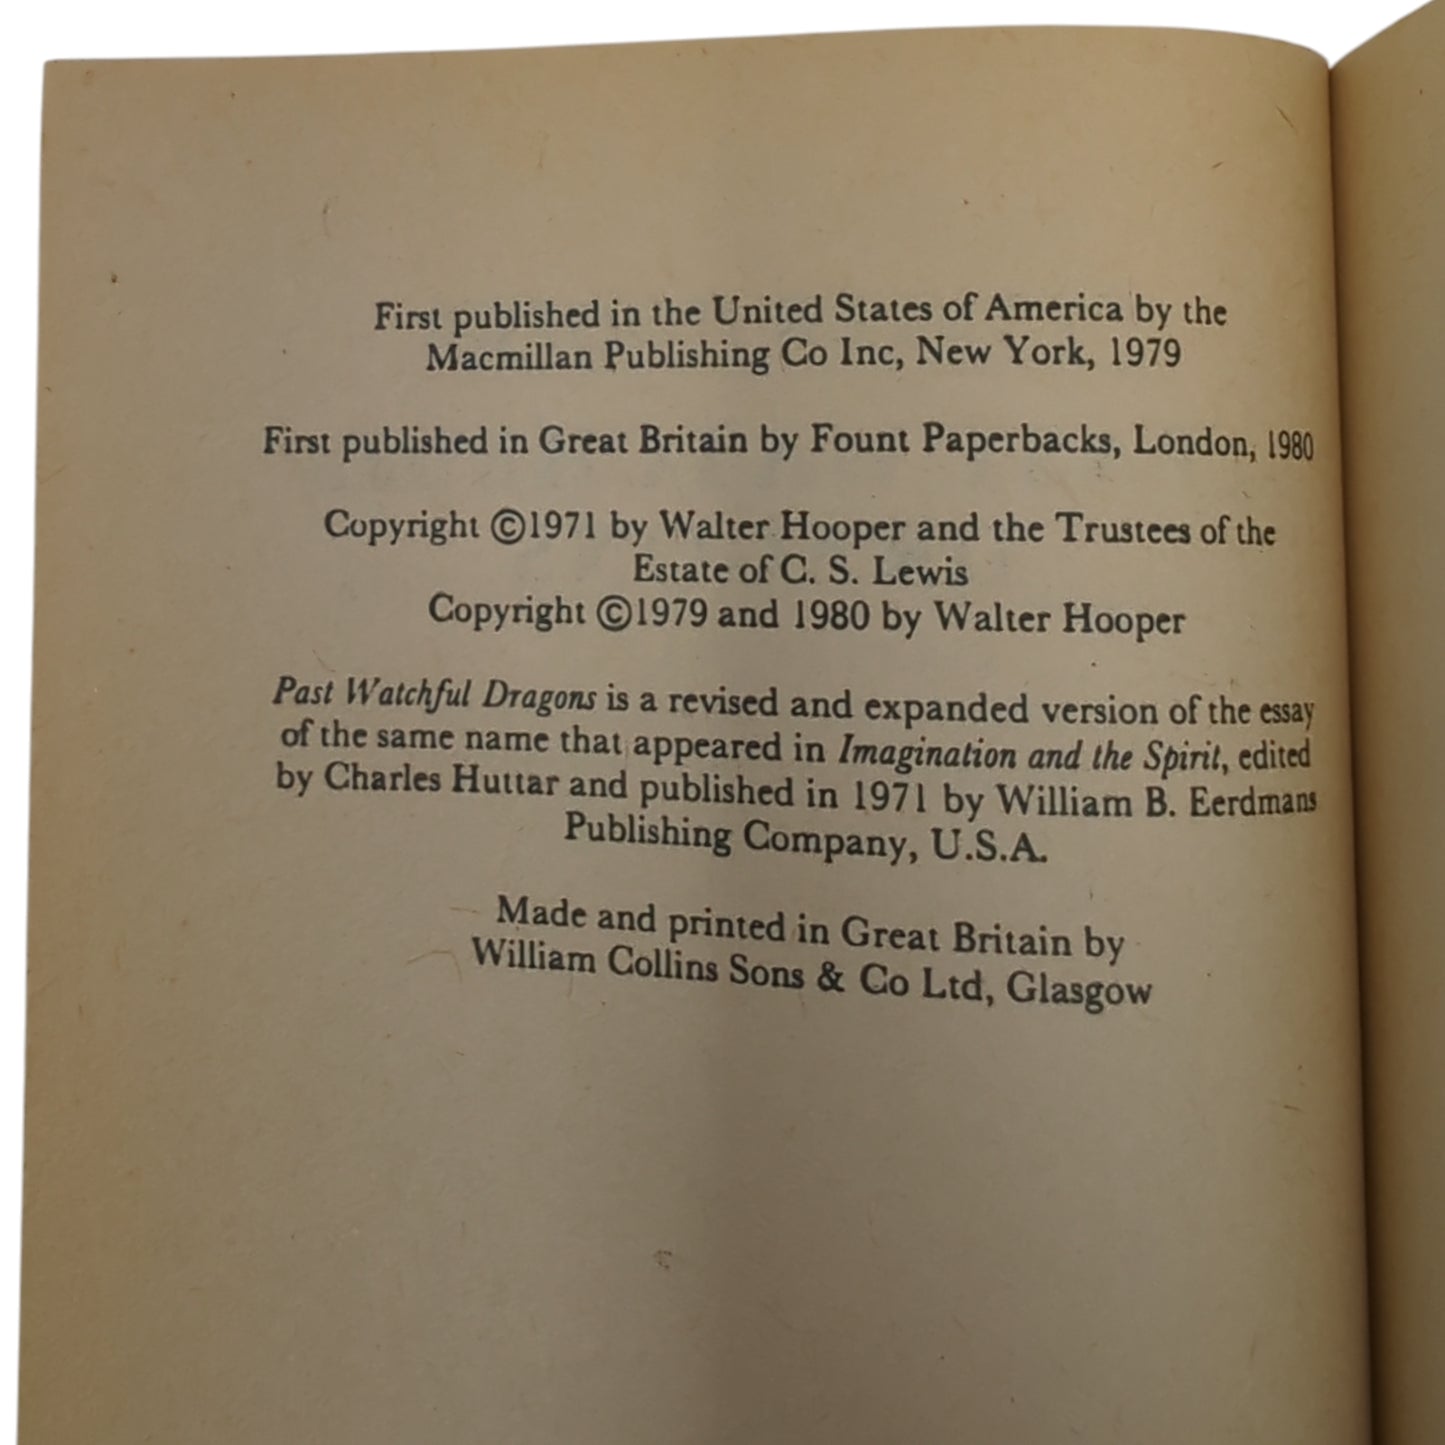 First published in the United States of America by the
Macmillan Publishing Co Inc, New York, 1979
First published in Great Britain by Fount Paperbacks, London, 1980
Copyright ©1971 by Walter Hooper and the Trustees of the
Estate of C. S. Lewis
Copyright ©1979 and 1980 by Walter Hooper
Past Watchful Dragons is a revised and expanded version of the essay
of the same name that appeared in Imagination and the Spirit, edited
by Charles Huttar and published in 1971 by William B. Eerdmans
Publishing Company, U.S.A.
Made and printed in Great Britain by
William Collins Sons & Co Ltd, Glasgow